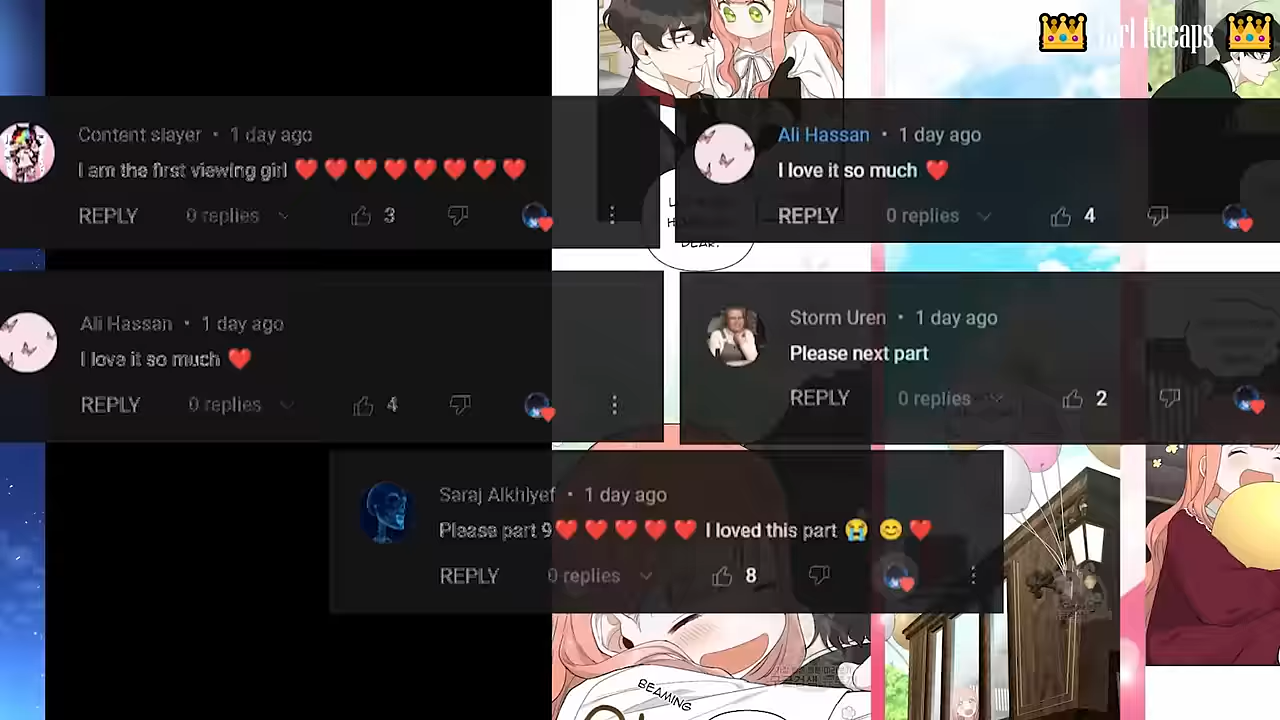 Recaps
Content slayer • 1 day ago
I am the first viewing girl ❤️❤️❤️❤️❤️❤️❤️❤️
REPLY 0 replies 3
Ali Hassan • 1 day ago
I love it so much ❤️
REPLY 0 replies 4
DEAR.
Ali Hassan • 1 day ago
I love it so much ❤️
REPLY 0 replies 4
Storm Uren • 1 day ago
Please next part
REPLY 0 replies 2
Saraj Alkhlyef • 1 day ago
Please part 9❤️❤️❤️❤️❤️ I loved this part 😭 😊 ❤️
REPLY 0 replies 8
BEAMING